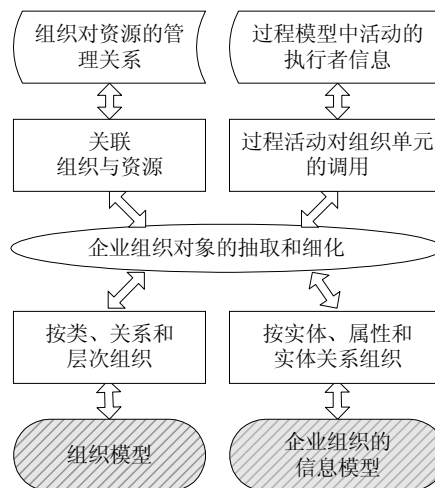 组织对资源的管
理关系
过程模型中活动的
执行者信息
关联
组织与资源
过程活动对组织单元
的调用
企业组织对象的抽取和细化
按类、关系和
层次组织
按实体、属性和
实体关系组织
组织模型
企业组织的
信息模型